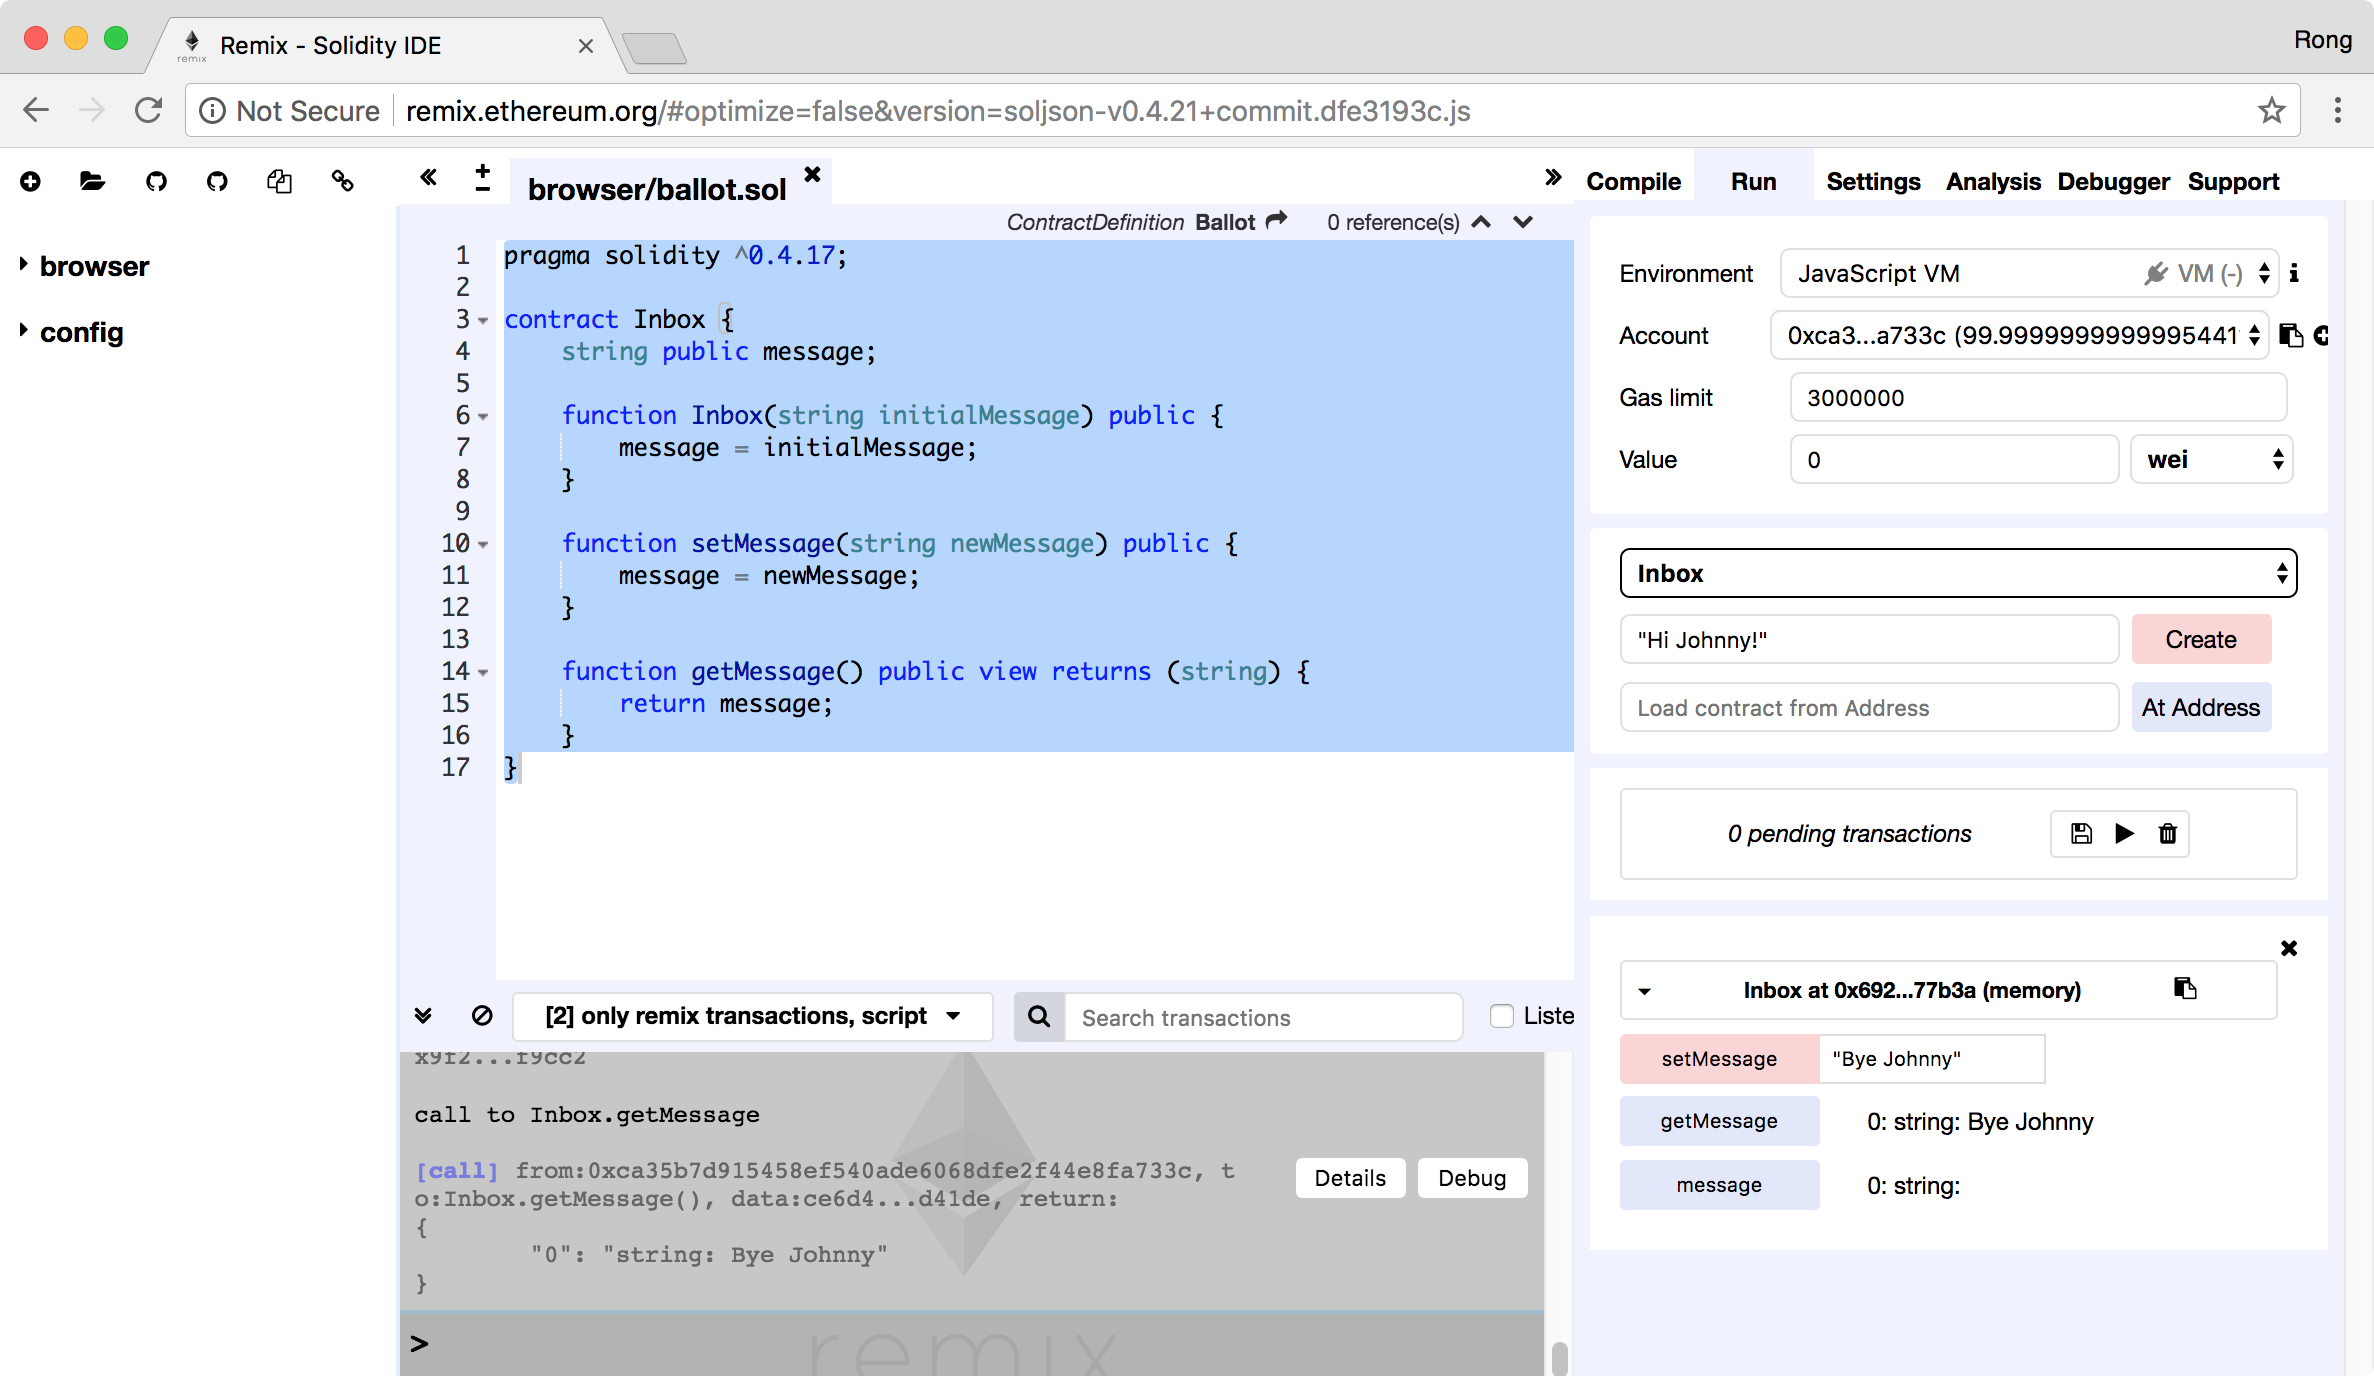 remix
Remix - Solidity IDE
Rong
Not Secure
remix.ethereum.org/#optimize=false&version=soljson-v0.4.21+commit.dfe3193c.js
browser
config
browser/ballot.sol
ContractDefinition Ballot
0 reference(s)
1 pragma solidity ^0.4.17;
2
3 contract Inbox {
4 string public message;
5
6 function Inbox(string initialMessage) public {
7 message = initialMessage;
8 }
9
10 function setMessage(string newMessage) public {
11 message = newMessage;
12 }
13
14 function getMessage() public view returns (string) {
15 return message;
16 }
17 }
[2] only remix transactions, script
Search transactions
Liste
x9f2...f9cc2
call to Inbox.getMessage
[call] from:0xca35b7d915458ef540ade6068dfe2f44e8fa733c, t
o:Inbox.getMessage(), data:ce6d4...d41de, return:
{
"0": "string: Bye Johnny"
}
Details
Debug
>
remix
Compile
Run
Settings
Analysis
Debugger
Support
Environment
JavaScript VM
VM (-)
Account
0xca3...a733c (99.9999999999995441
Gas limit
3000000
Value
0
wei
Inbox
"Hi Johnny!"
Create
Load contract from Address
At Address
0 pending transactions
Inbox at 0x692...77b3a (memory)
setMessage
"Bye Johnny"
getMessage
0: string: Bye Johnny
message
0: string: